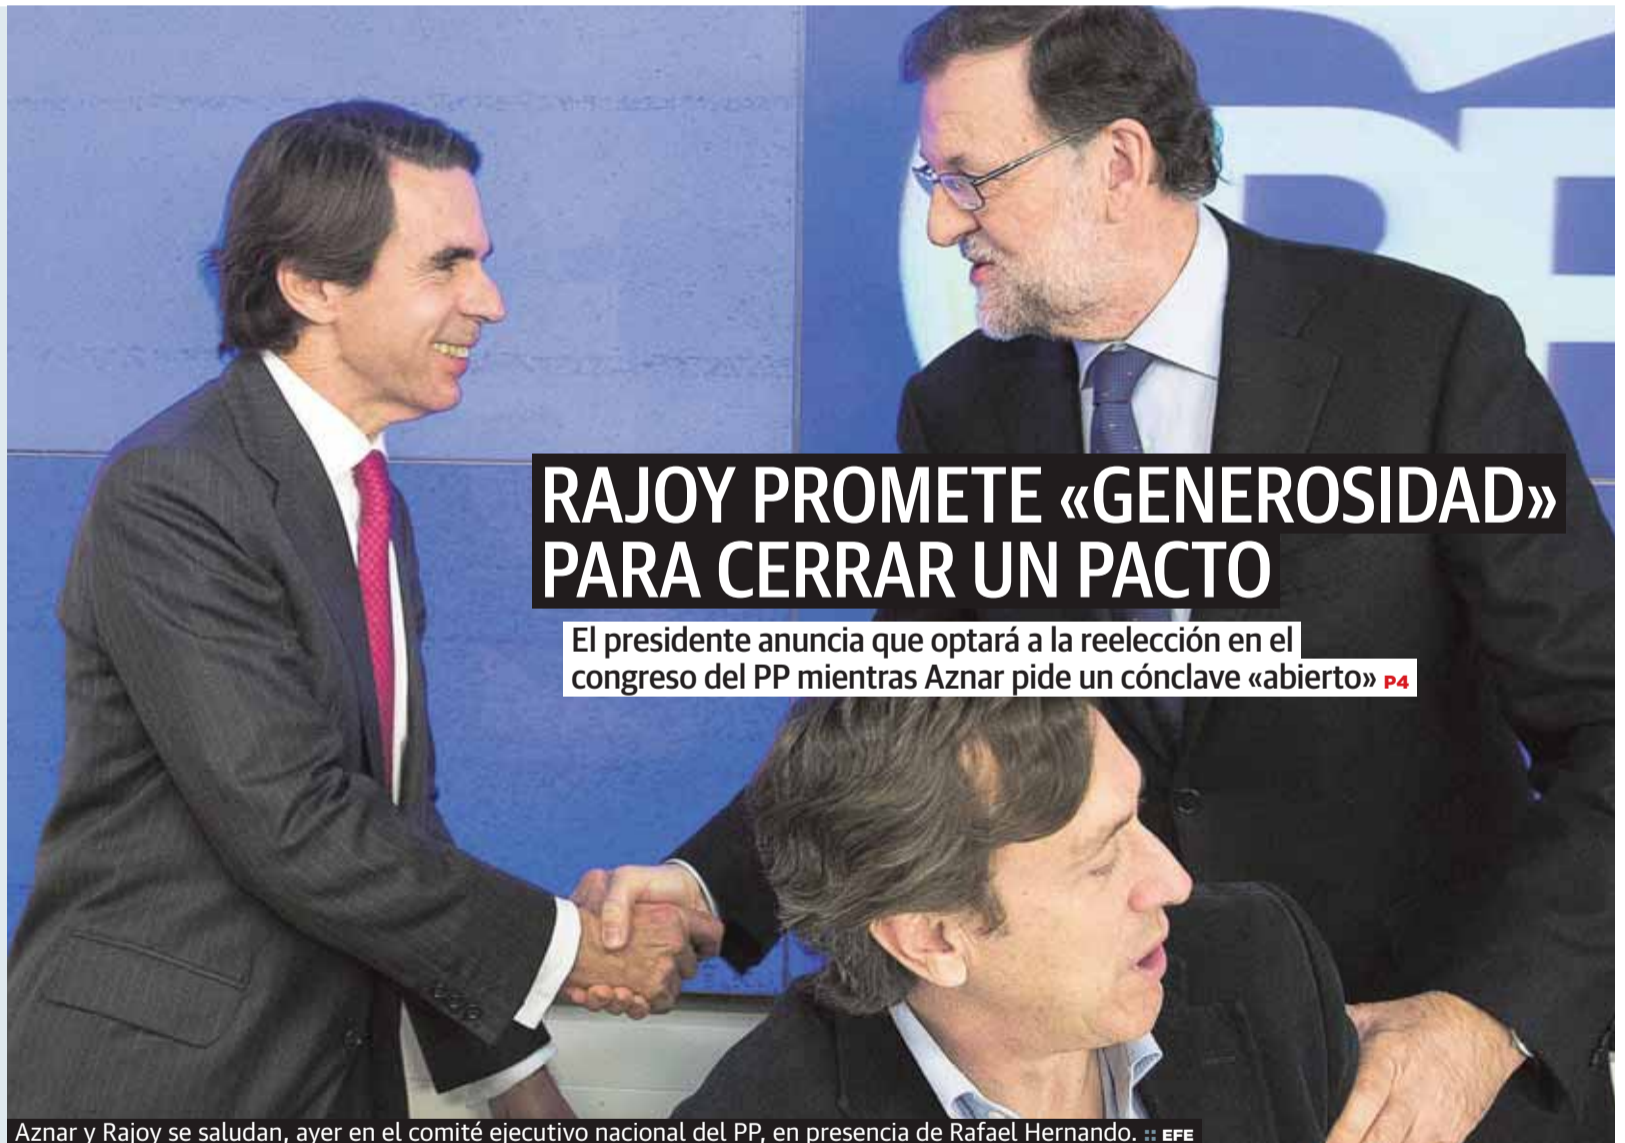 RAJOY PROMETE «GENEROSIDAD»
PARA CERRAR UN PACTO
El presidente anuncia que optará a la reelección en el
congreso del PP mientras Aznar pide un cónclave «abierto» P4
Aznar y Rajoy se saludan, ayer en el comité ejecutivo nacional del PP, en presencia de Rafael Hernando. :: EFE